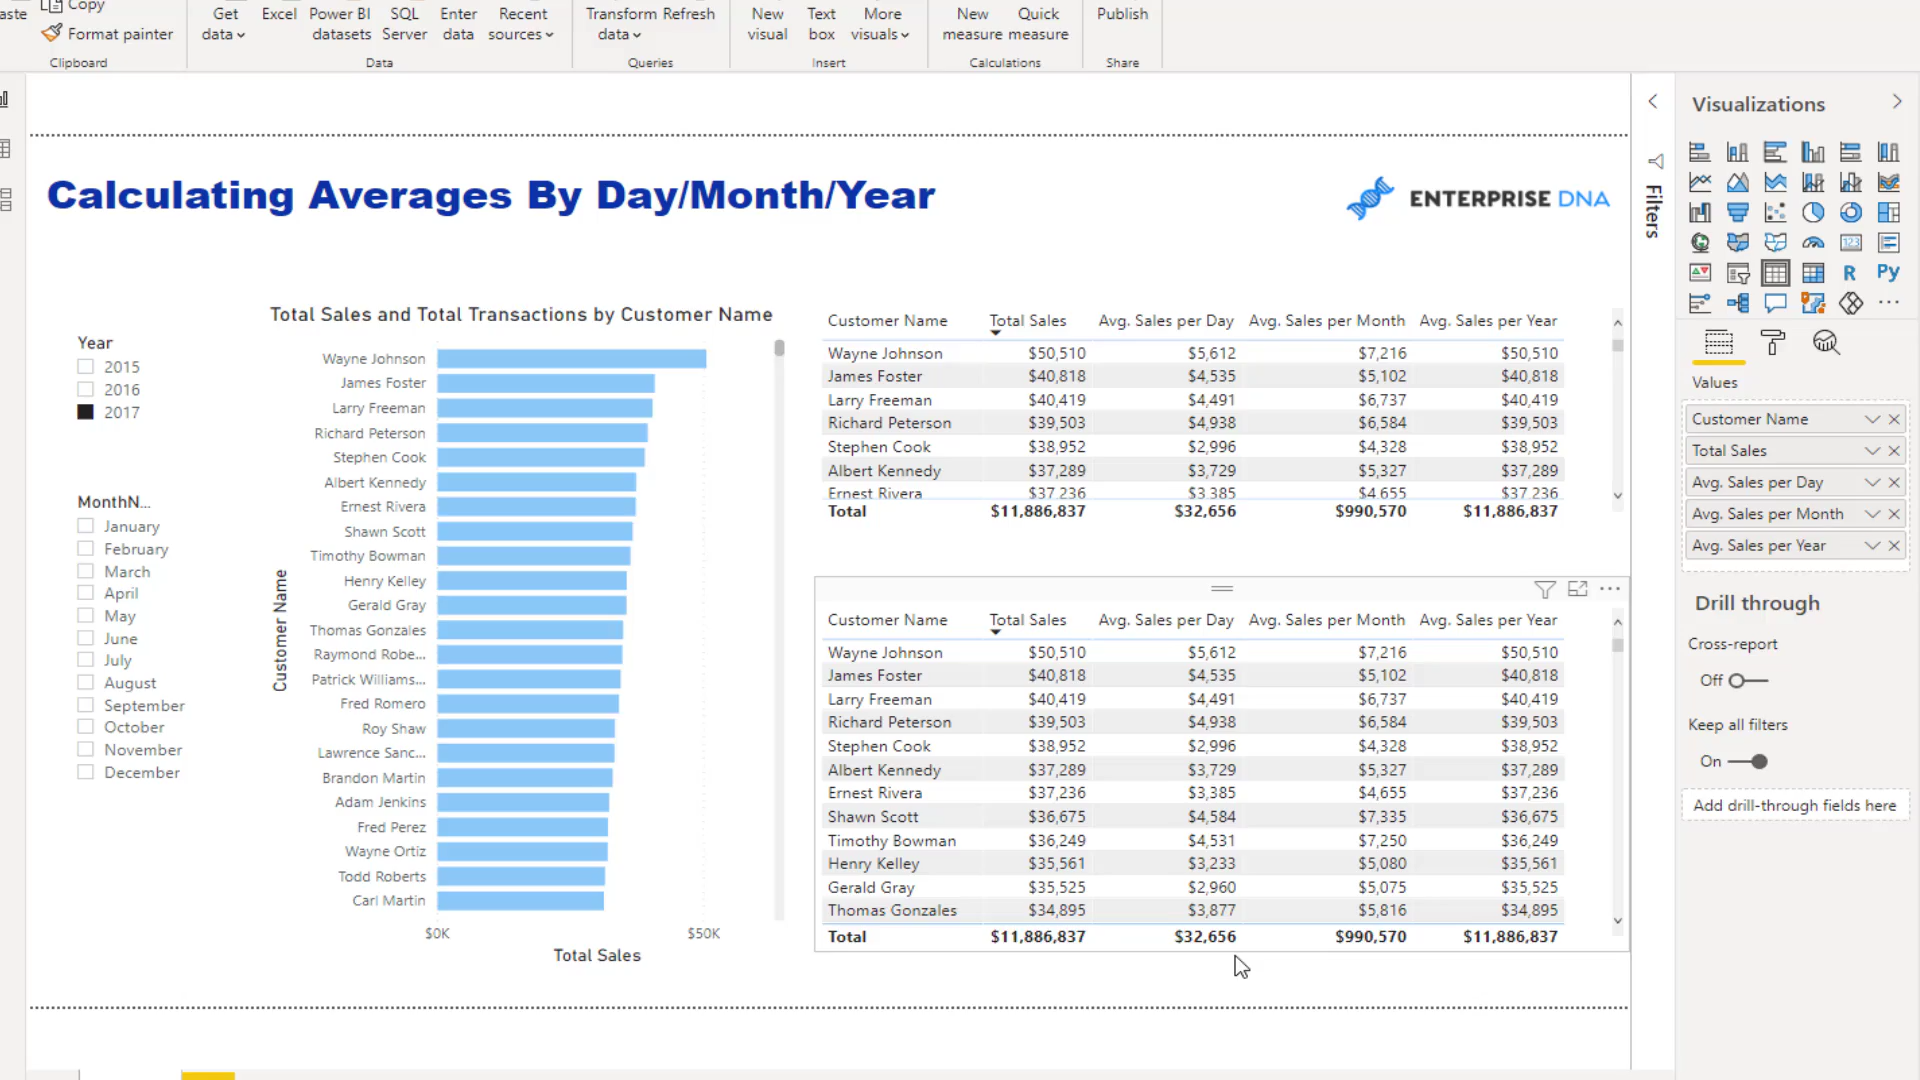 Copy
Format painter
Clipboard
Get data
Excel
Power BI datasets
SQL Server
Enter data
Recent sources
Data
Transform data
Refresh
Queries
New visual
Text box
More visuals
Insert
New measure
Quick measure
Calculations
Publish
Share
Calculating Averages By Day/Month/Year
ENTERPRISE DNA
Year
2015
2016
2017
MonthN...
January
February
March
April
May
June
July
August
September
October
November
December
Total Sales and Total Transactions by Customer Name
Customer Name
Wayne Johnson
James Foster
Larry Freeman
Richard Peterson
Stephen Cook
Albert Kennedy
Ernest Rivera
Shawn Scott
Timothy Bowman
Henry Kelley
Gerald Gray
Thomas Gonzales
Raymond Robe...
Patrick Williams...
Fred Romero
Roy Shaw
Lawrence Sanc...
Brandon Martin
Adam Jenkins
Fred Perez
Wayne Ortiz
Todd Roberts
Carl Martin
$0K $50K
Total Sales
Customer Name Total Sales Avg. Sales per Day Avg. Sales per Month Avg. Sales per Year
Wayne Johnson $50,510 $5,612 $7,216 $50,510
James Foster $40,818 $4,535 $5,102 $40,818
Larry Freeman $40,419 $4,491 $6,737 $40,419
Richard Peterson $39,503 $4,938 $6,584 $39,503
Stephen Cook $38,952 $2,996 $4,328 $38,952
Albert Kennedy $37,289 $3,729 $5,327 $37,289
Ernest Rivera $37,236 $3,385 $4,655 $37,236
Total $11,886,837 $32,656 $990,570 $11,886,837
Customer Name Total Sales Avg. Sales per Day Avg. Sales per Month Avg. Sales per Year
Wayne Johnson $50,510 $5,612 $7,216 $50,510
James Foster $40,818 $4,535 $5,102 $40,818
Larry Freeman $40,419 $4,491 $6,737 $40,419
Richard Peterson $39,503 $4,938 $6,584 $39,503
Stephen Cook $38,952 $2,996 $4,328 $38,952
Albert Kennedy $37,289 $3,729 $5,327 $37,289
Ernest Rivera $37,236 $3,385 $4,655 $37,236
Shawn Scott $36,675 $4,584 $7,335 $36,675
Timothy Bowman $36,249 $4,531 $7,250 $36,249
Henry Kelley $35,561 $3,233 $5,080 $35,561
Gerald Gray $35,525 $2,960 $5,075 $35,525
Thomas Gonzales $34,895 $3,877 $5,816 $34,895
Total $11,886,837 $32,656 $990,570 $11,886,837
Filters
Visualizations
123
R
Py
Values
Customer Name
Total Sales
Avg. Sales per Day
Avg. Sales per Month
Avg. Sales per Year
Drill through
Cross-report
Off
Keep all filters
On
Add drill-through fields here